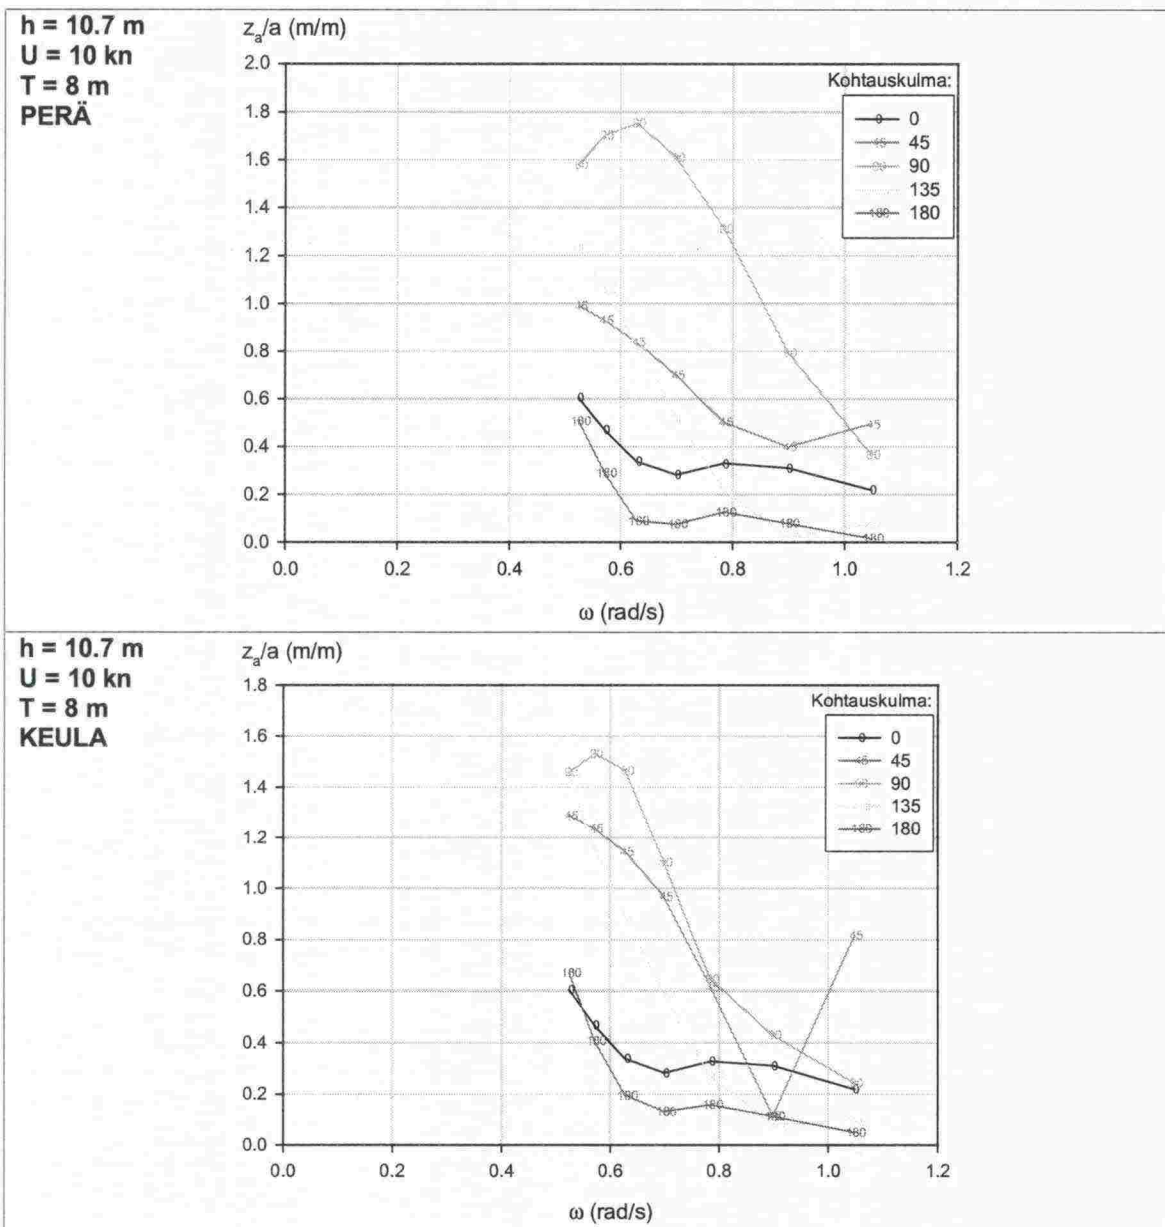 h = 10.7 m
U = 10 kn
T = 8 m
PERÄ
z_a/a (m/m)
2.0
1.8
1.6
1.4
1.2
1.0
0.8
0.6
0.4
0.2
0.0
0.0 0.2 0.4 0.6 0.8 1.0 1.2
ω (rad/s)
Kohtauskulma:
0
45
90
135
180
h = 10.7 m
U = 10 kn
T = 8 m
KEULA
z_a/a (m/m)
1.8
1.6
1.4
1.2
1.0
0.8
0.6
0.4
0.2
0.0
0.0 0.2 0.4 0.6 0.8 1.0 1.2
ω (rad/s)
Kohtauskulma:
0
45
90
135
180